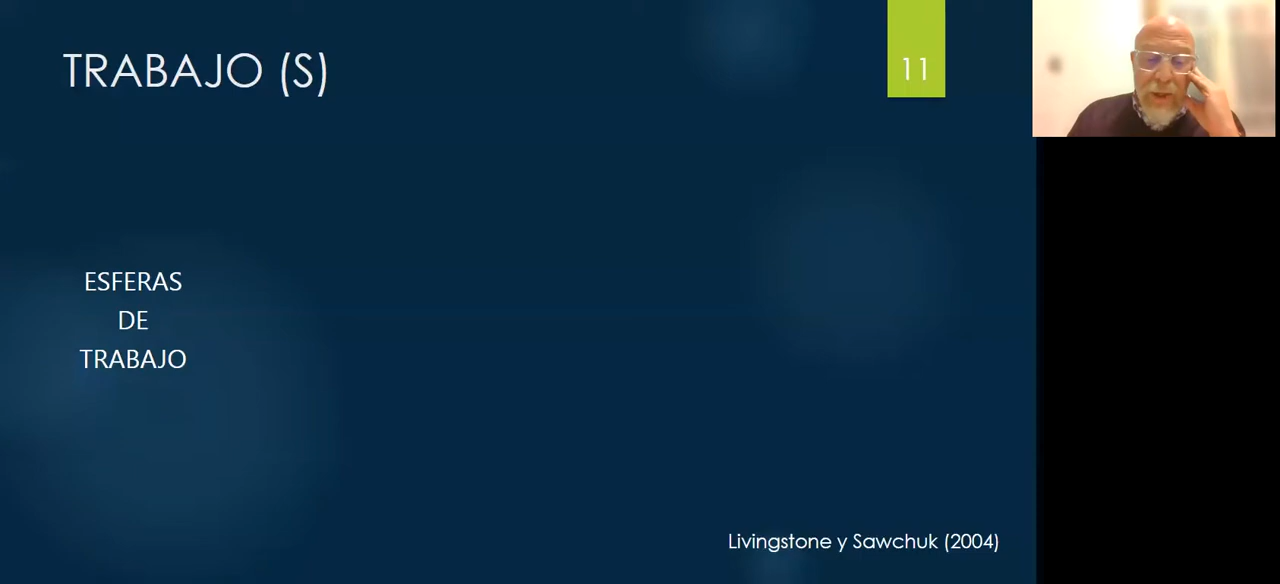 TRABAJO (S)
11
ESFERAS
DE
TRABAJO
Livingstone y Sawchuk (2004)